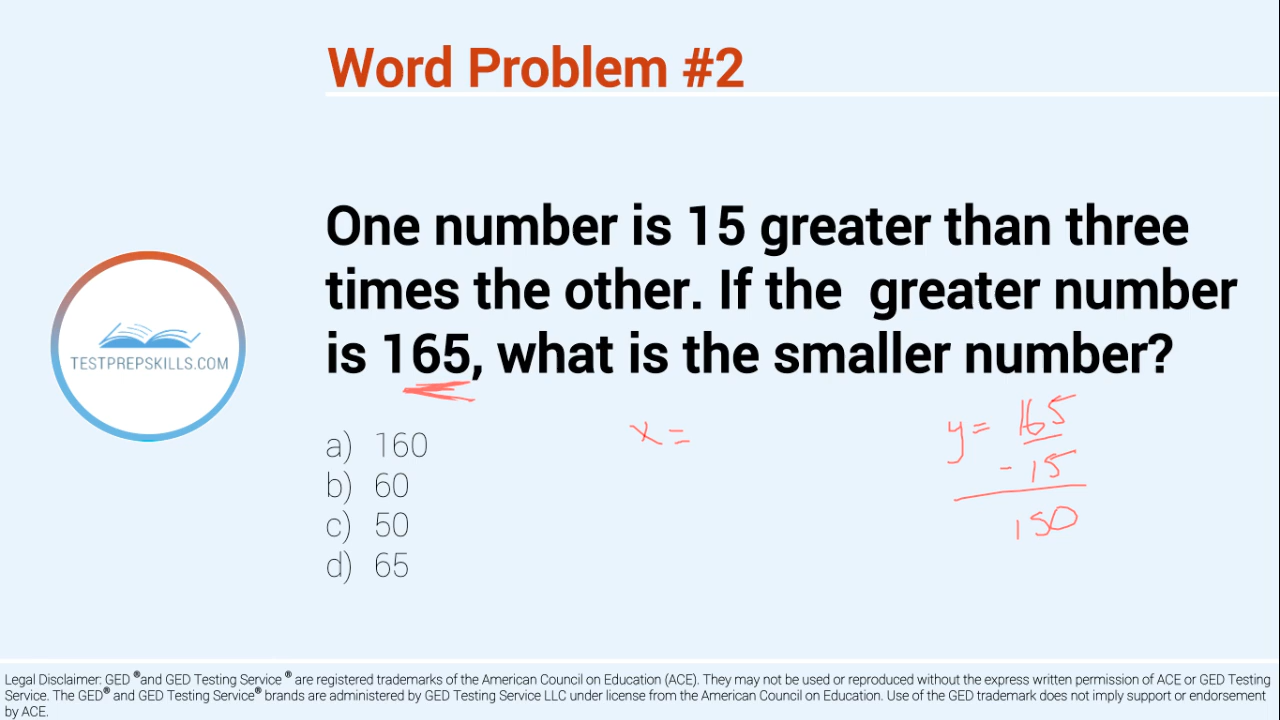 Word Problem #2
One number is 15 greater than three
times the other. If the  greater number
is 165, what is the smaller number?
TESTPREPSKILLS.COM
a) 160
b) 60
c) 50
d) 65
x =
y = 165
- 15
150
Legal Disclaimer: GED ® and GED Testing Service ® are registered trademarks of the American Council on Education (ACE). They may not be used or reproduced without the express written permission of ACE or GED Testing
Service. The GED® and GED Testing Service® brands are administered by GED Testing Service LLC under license from the American Council on Education. Use of the GED trademark does not imply support or endorsement
by ACE.